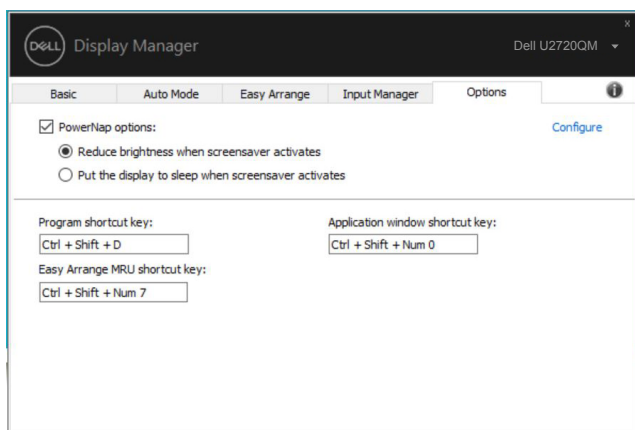 DELL Display Manager
x
Dell U2720QM
Basic Auto Mode Easy Arrange Input Manager Options
PowerNap options:
Configure
Reduce brightness when screensaver activates
Put the display to sleep when screensaver activates
Program shortcut key:
Application window shortcut key:
Ctrl + Shift + D
Ctrl + Shift + Num 0
Easy Arrange MRU shortcut key:
Ctrl + Shift + Num 7